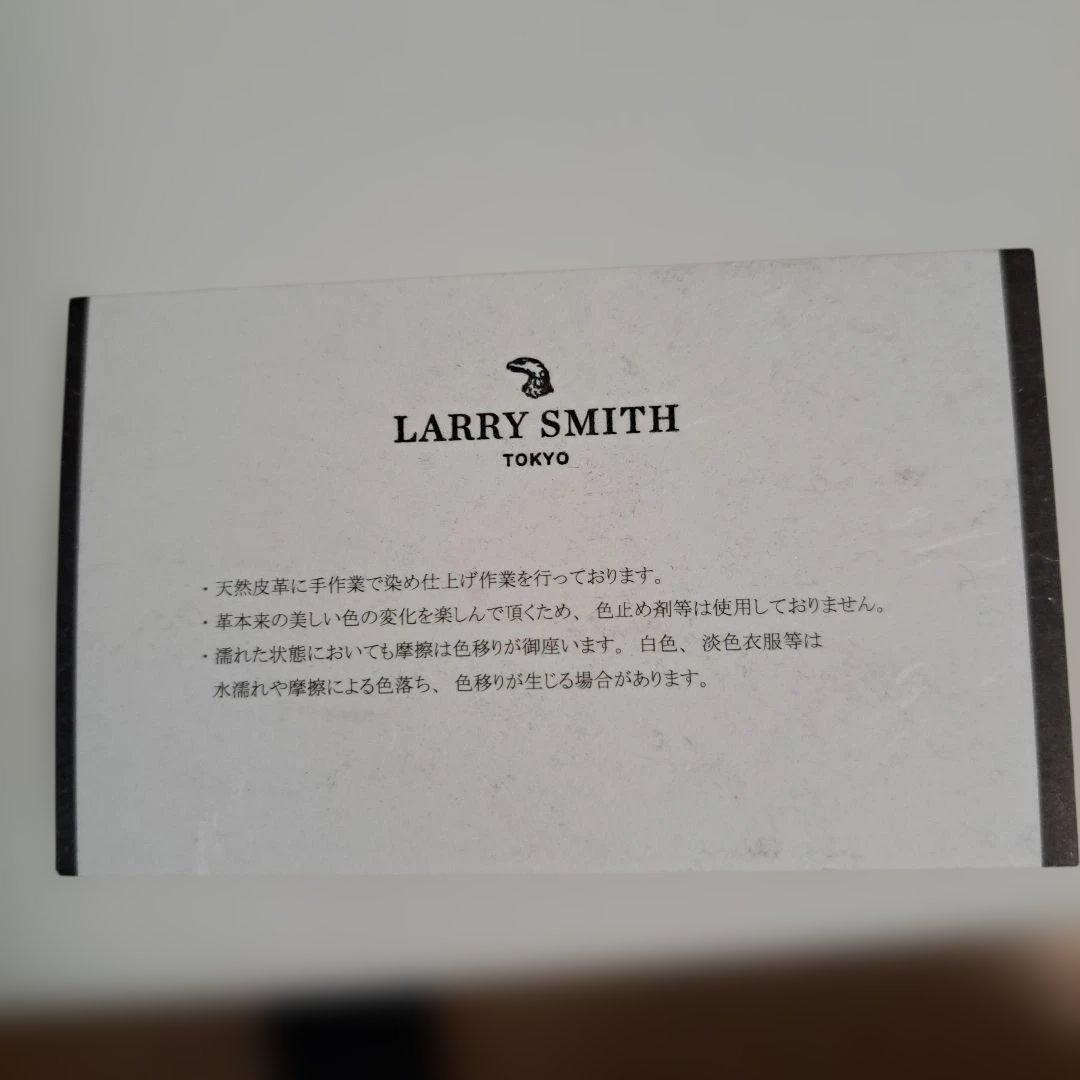 LARRY SMITH
TOKYO
・天然皮革に手作業で染め仕上げ作業を行っております。
・革本来の美しい色の変化を楽しんで頂くため、色止め剤等は使用しておりません。
・濡れた状態においても摩擦は色移りが御座います。白色、淡色衣服等は
水濡れや摩擦による色落ち、色移りが生じる場合があります。